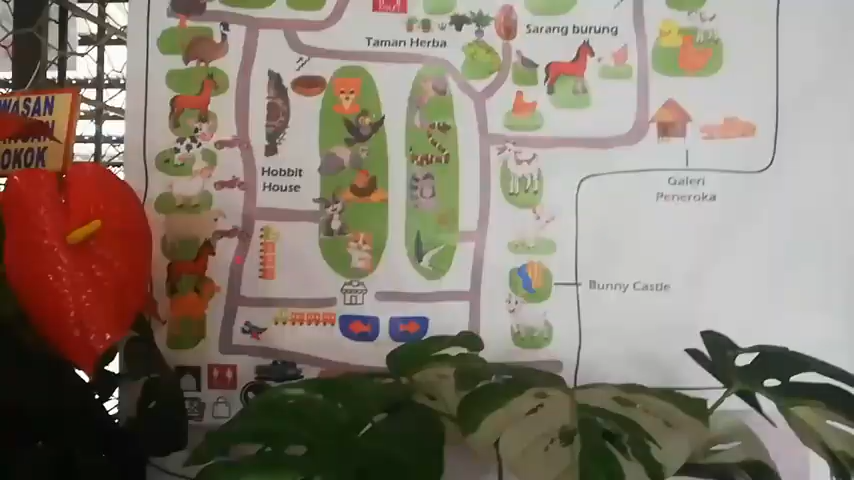 Taman Herba
Sarang burung
WASAN
OKOK
Hobbit
House
Galeri
Peneroka
Bunny Castle